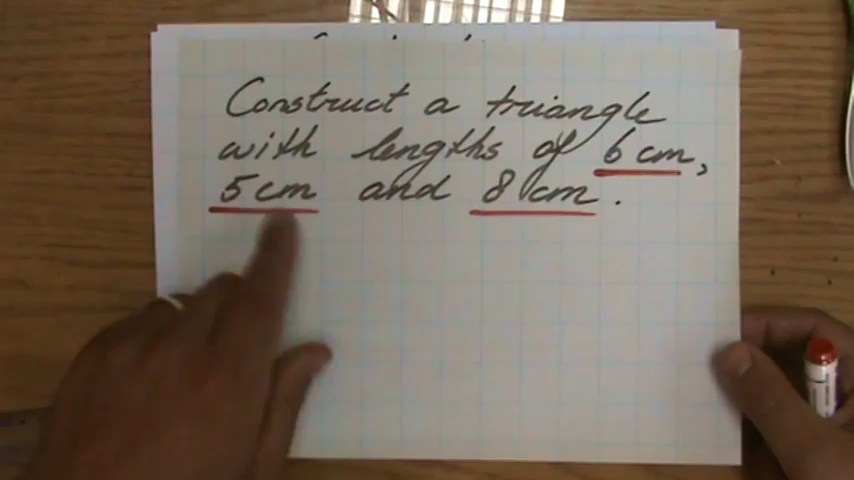 Construct a triangle
with lengths of 6 cm,
5 cm and 8 cm.